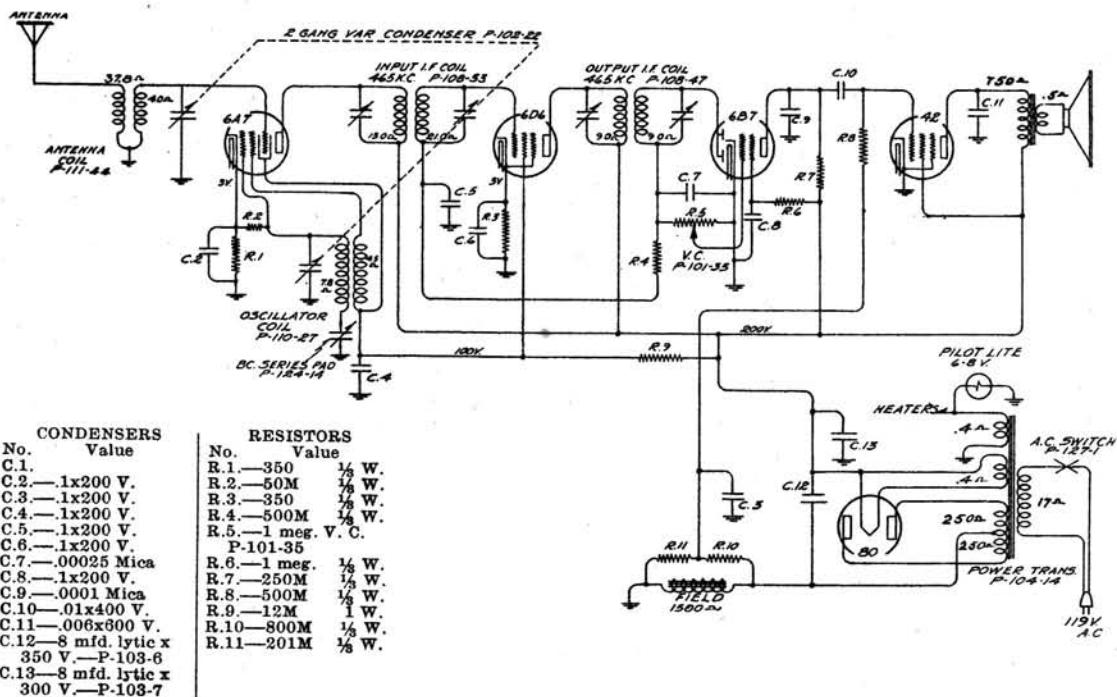 ANTENNA
2 GANG VAR CONDENSER P-102-22
INPUT I.F COIL
465KC P-108-53
OUTPUT I.F COIL
465KC P-108-47
C.10
750Ω
.5Ω
37.8Ω
40Ω
6A7
13.0Ω
21.0Ω
6D6
9.0Ω
9.0Ω
6B7
C.9
R.8
42
C.11
ANTENNA
COIL
P-111-44
3V.
3V
C.5
C.7
R.7
R.2
C.2
R.1
C.6
R.3
R.5
C.8
R.6
R.4
V.C.
P-101-35
7.8
Ω
OSCILLATOR
COIL
P-110-27
BC. SERIES PAD
P-124-14
C.4
100V.
200V.
R.9
PILOT LITE
6-8 V.
HEATERS
.4Ω
A.C. SWITCH
P-127-1
C.13
.4Ω
C.12
C.3
17Ω
250Ω
250Ω
80
R.11
R.10
FIELD
1500Ω
POWER TRANS.
P-104-14
119V.
A.C
CONDENSERS
No. Value
C.1.
C.2.—.1x200 V.
C.3.—.1x200 V.
C.4.—.1x200 V.
C.5.—.1x200 V.
C.6.—.1x200 V.
C.7.—.00025 Mica
C.8.—.1x200 V.
C.9.—.0001 Mica
C.10—.01x400 V.
C.11—.006x600 V.
C.12—8 mfd. lytic x
350 V.—P-103-6
C.13—8 mfd. lytic x
300 V.—P-103-7
RESISTORS
No. Value
R.1.—350 ⅓ W.
R.2.—50M ⅓ W.
R.3.—350 ⅓ W.
R.4.—500M ⅓ W.
R.5.—1 meg. V. C.
P-101-35
R.6.—1 meg. ⅓ W.
R.7.—250M ⅓ W.
R.8.—500M ⅓ W.
R.9.—12M 1 W.
R.10—800M ⅓ W.
R.11—201M ⅓ W.